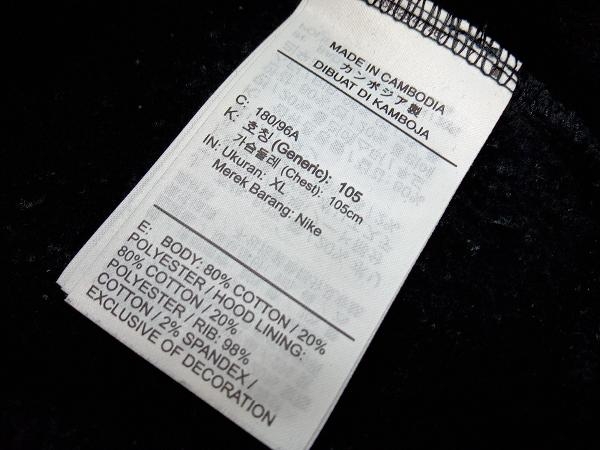 MADE IN CAMBODIA
カンボジア製
DIBUAT DI KAMBOJA
C: 180/96A
K: 호칭 (Generic): 105
가슴둘레 (Chest): 105cm
IN: Ukuran: XL
Merek Barang: Nike
E: BODY: 80% COTTON / 20%
POLYESTER / HOOD LINING:
80% COTTON / 20%
POLYESTER / RIB: 98%
COTTON / 2% SPANDEX /
EXCLUSIVE OF DECORATION